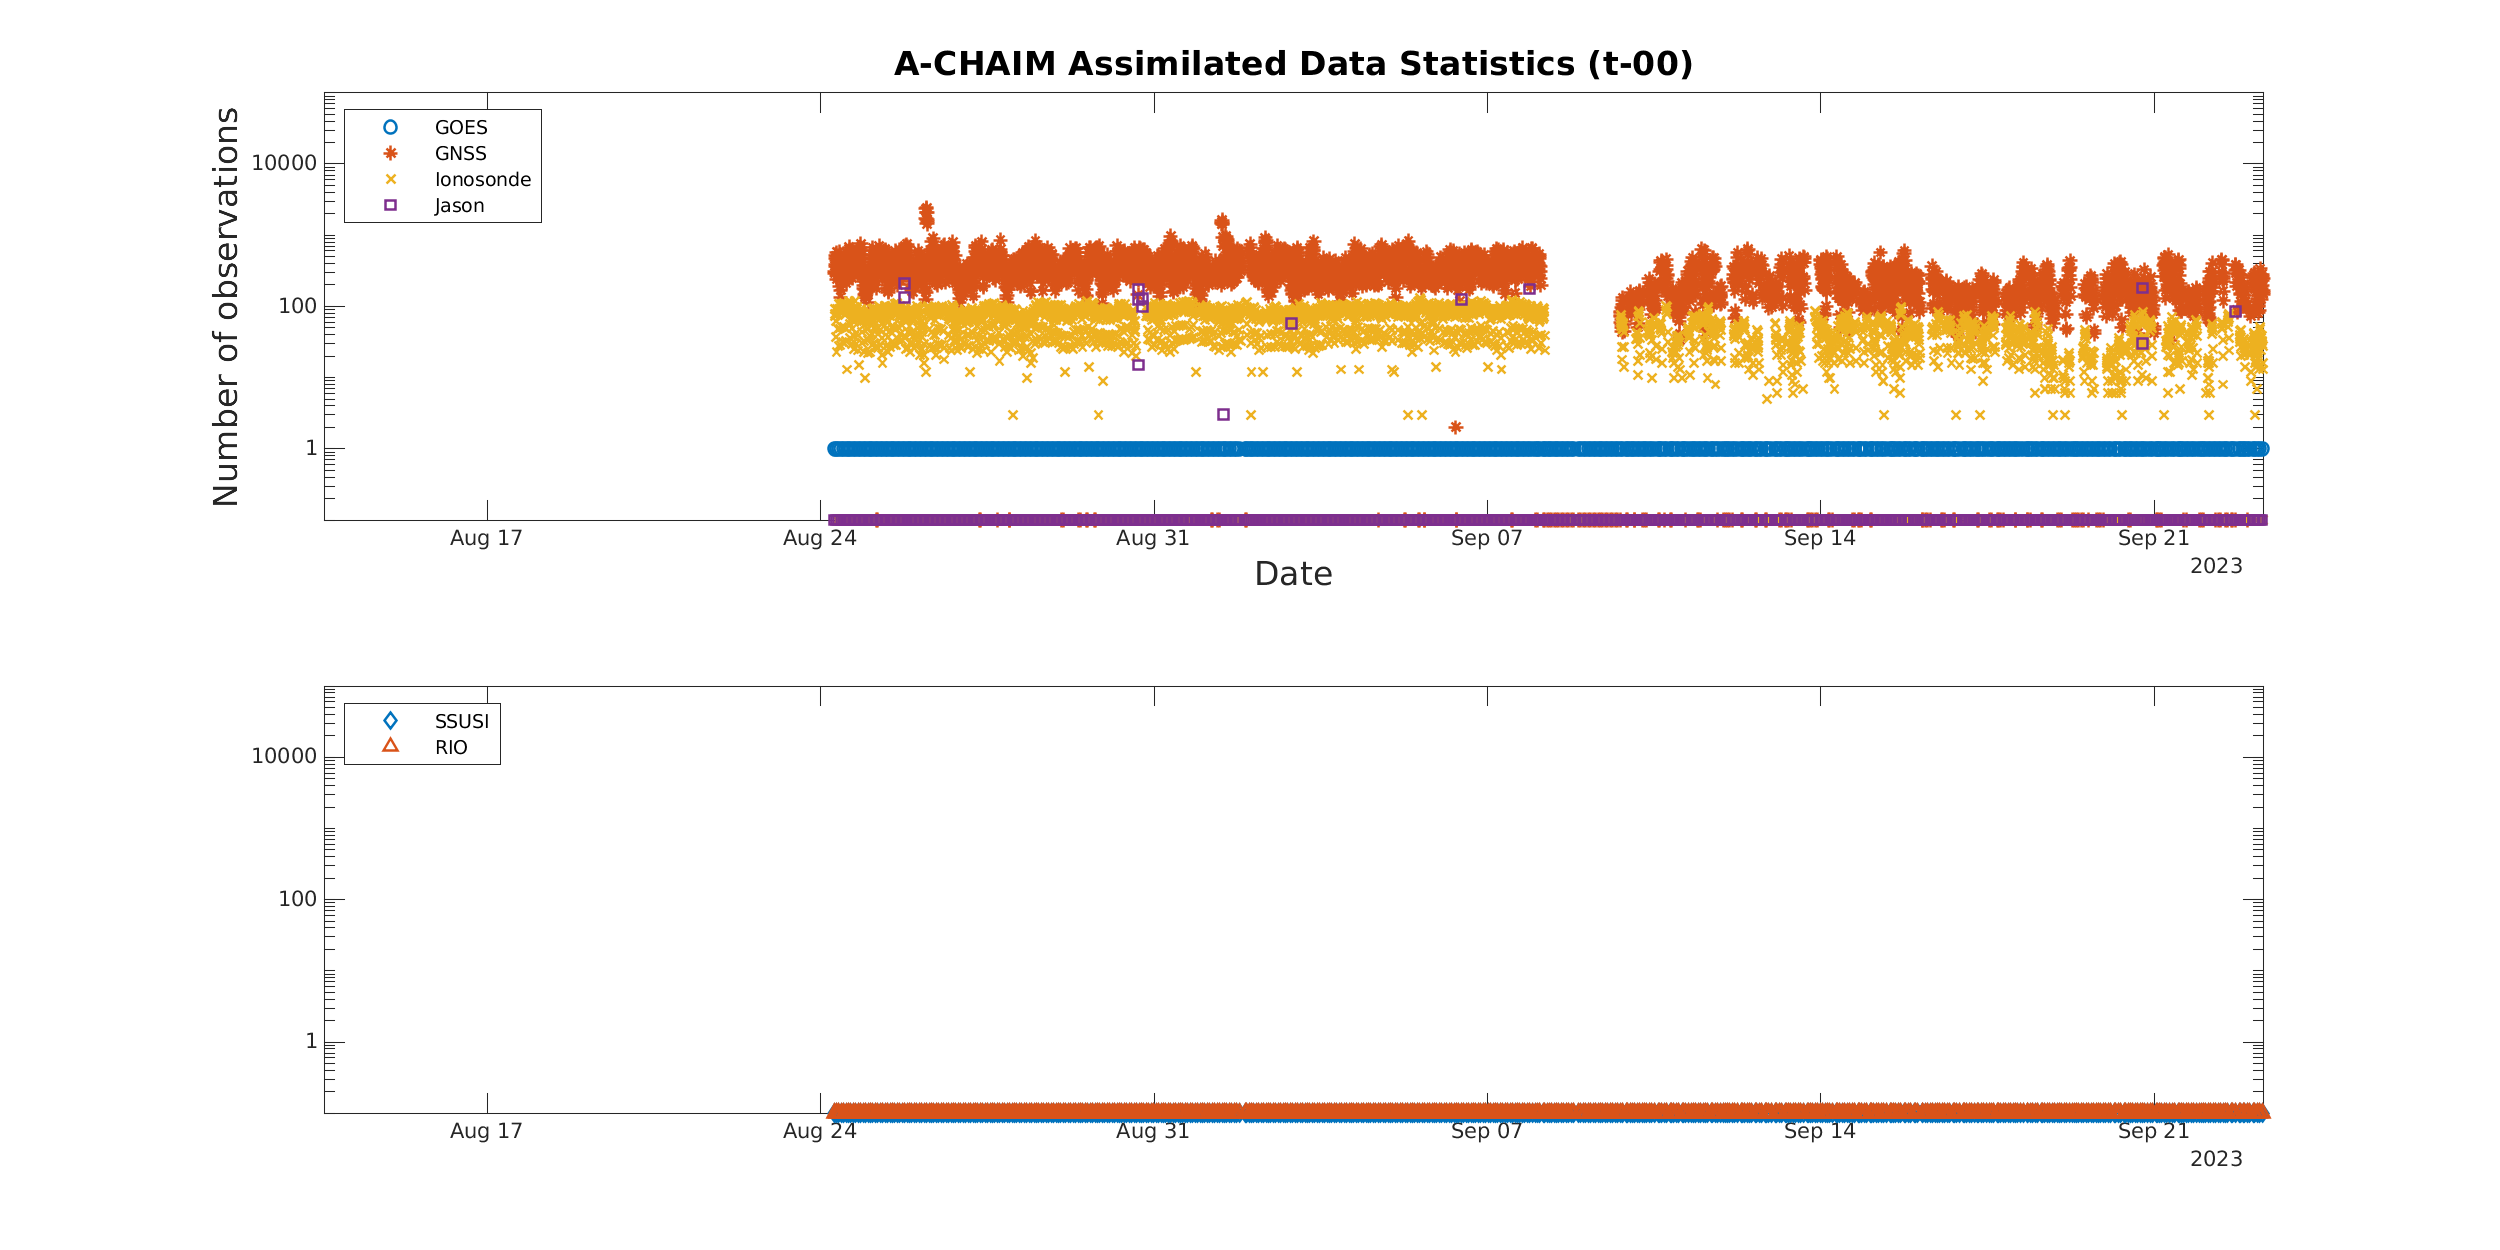 A-CHAIM Assimilated Data Statistics (t-00)
Number of observations
10000
100
1
GOES
GNSS
Ionosonde
Jason
Aug 17 Aug 24 Aug 31 Sep 07 Sep 14 Sep 21
2023
Date
10000
100
1
SSUSI
RIO
Aug 17 Aug 24 Aug 31 Sep 07 Sep 14 Sep 21
2023